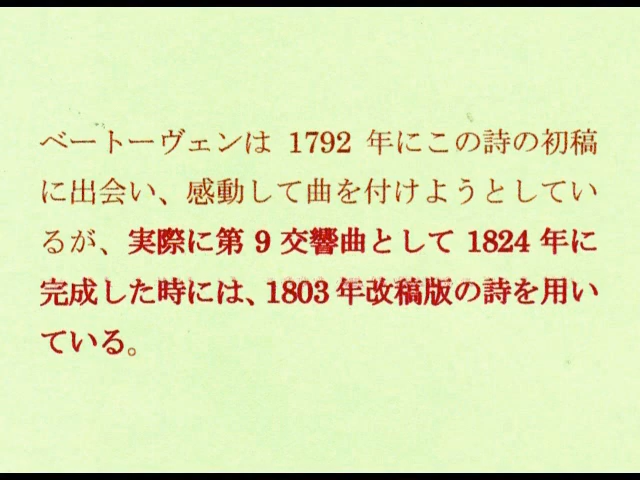 ベートーヴェンは 1792 年にこの詩の初稿
に出会い、感動して曲を付けようとしてい
るが、実際に第 9 交響曲として 1824 年に
完成した時には、1803 年改稿版の詩を用い
ている。